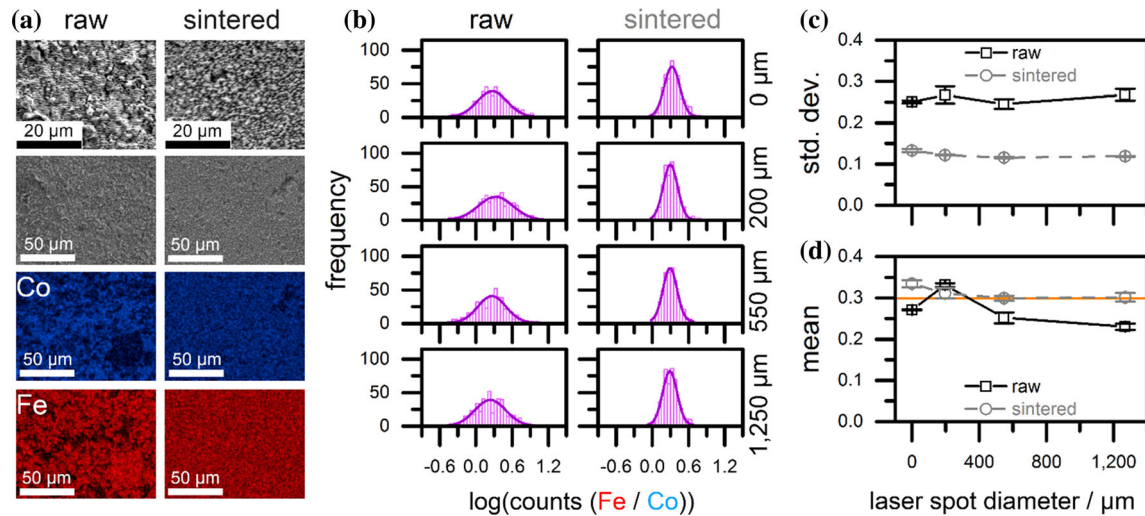 (a)
raw
sintered
20 µm
20 µm
50 µm
50 µm
Co
50 µm
50 µm
Fe
50 µm
50 µm
(b)
raw
sintered
frequency
100
50
0
0 µm
100
50
0
200 µm
100
50
0
550 µm
100
50
0
1,250 µm
-0.6 0.0 0.6 1.2
-0.6 0.0 0.6 1.2
log(counts (Fe / Co))
(c)
std. dev.
0.4
0.3
0.2
0.1
0.0
raw
sintered
(d)
mean
0.4
0.3
0.2
0.1
0.0
raw
sintered
0 400 800 1,200
laser spot diameter / µm